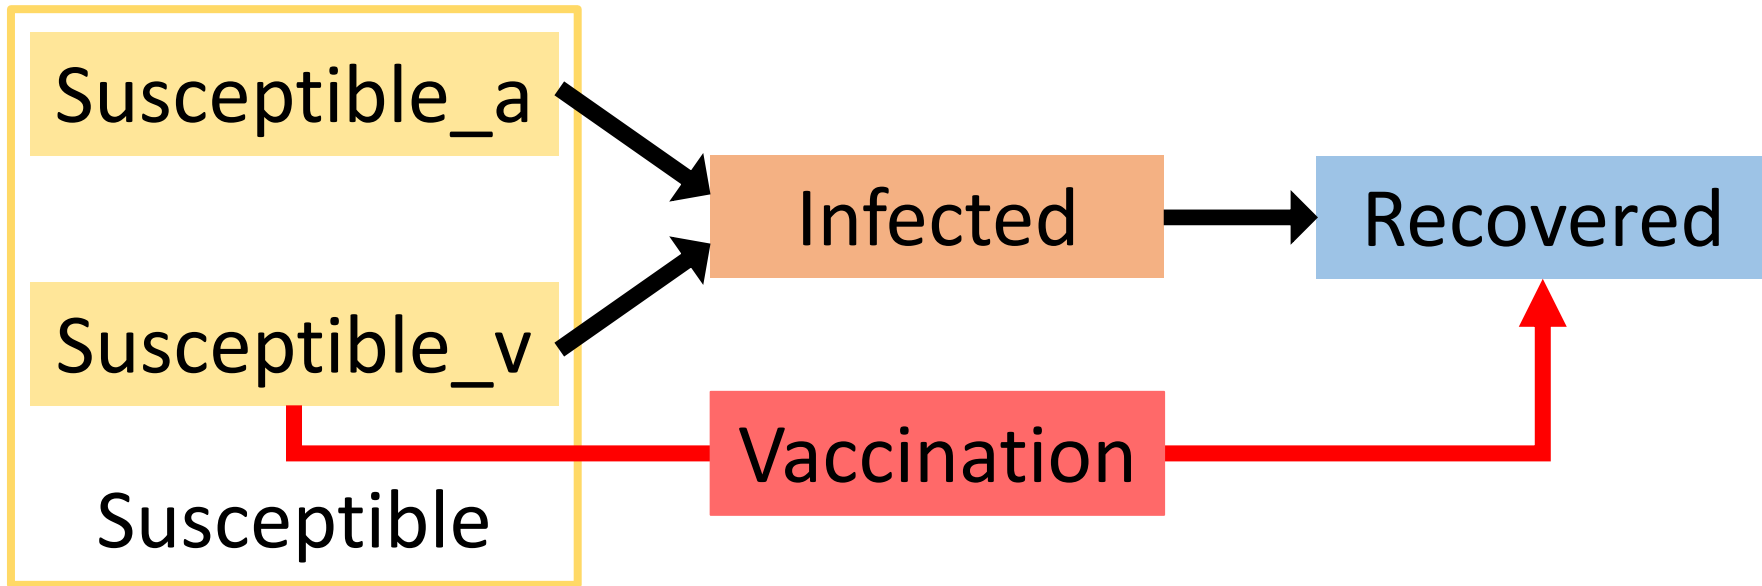 Susceptible_a
Infected
Recovered
Susceptible_v
Vaccination
Susceptible